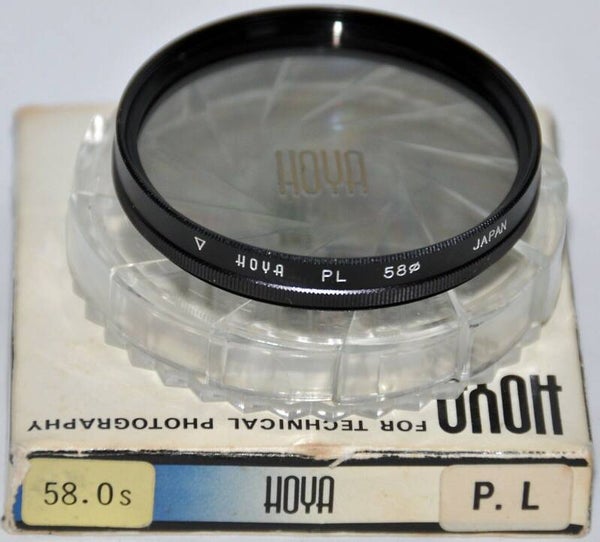 HOYA
▽ HOYA PL 58ø JAPAN
HOYA
FOR TECHNICAL PHOTOGRAPHY
58.0s HOYA P. L